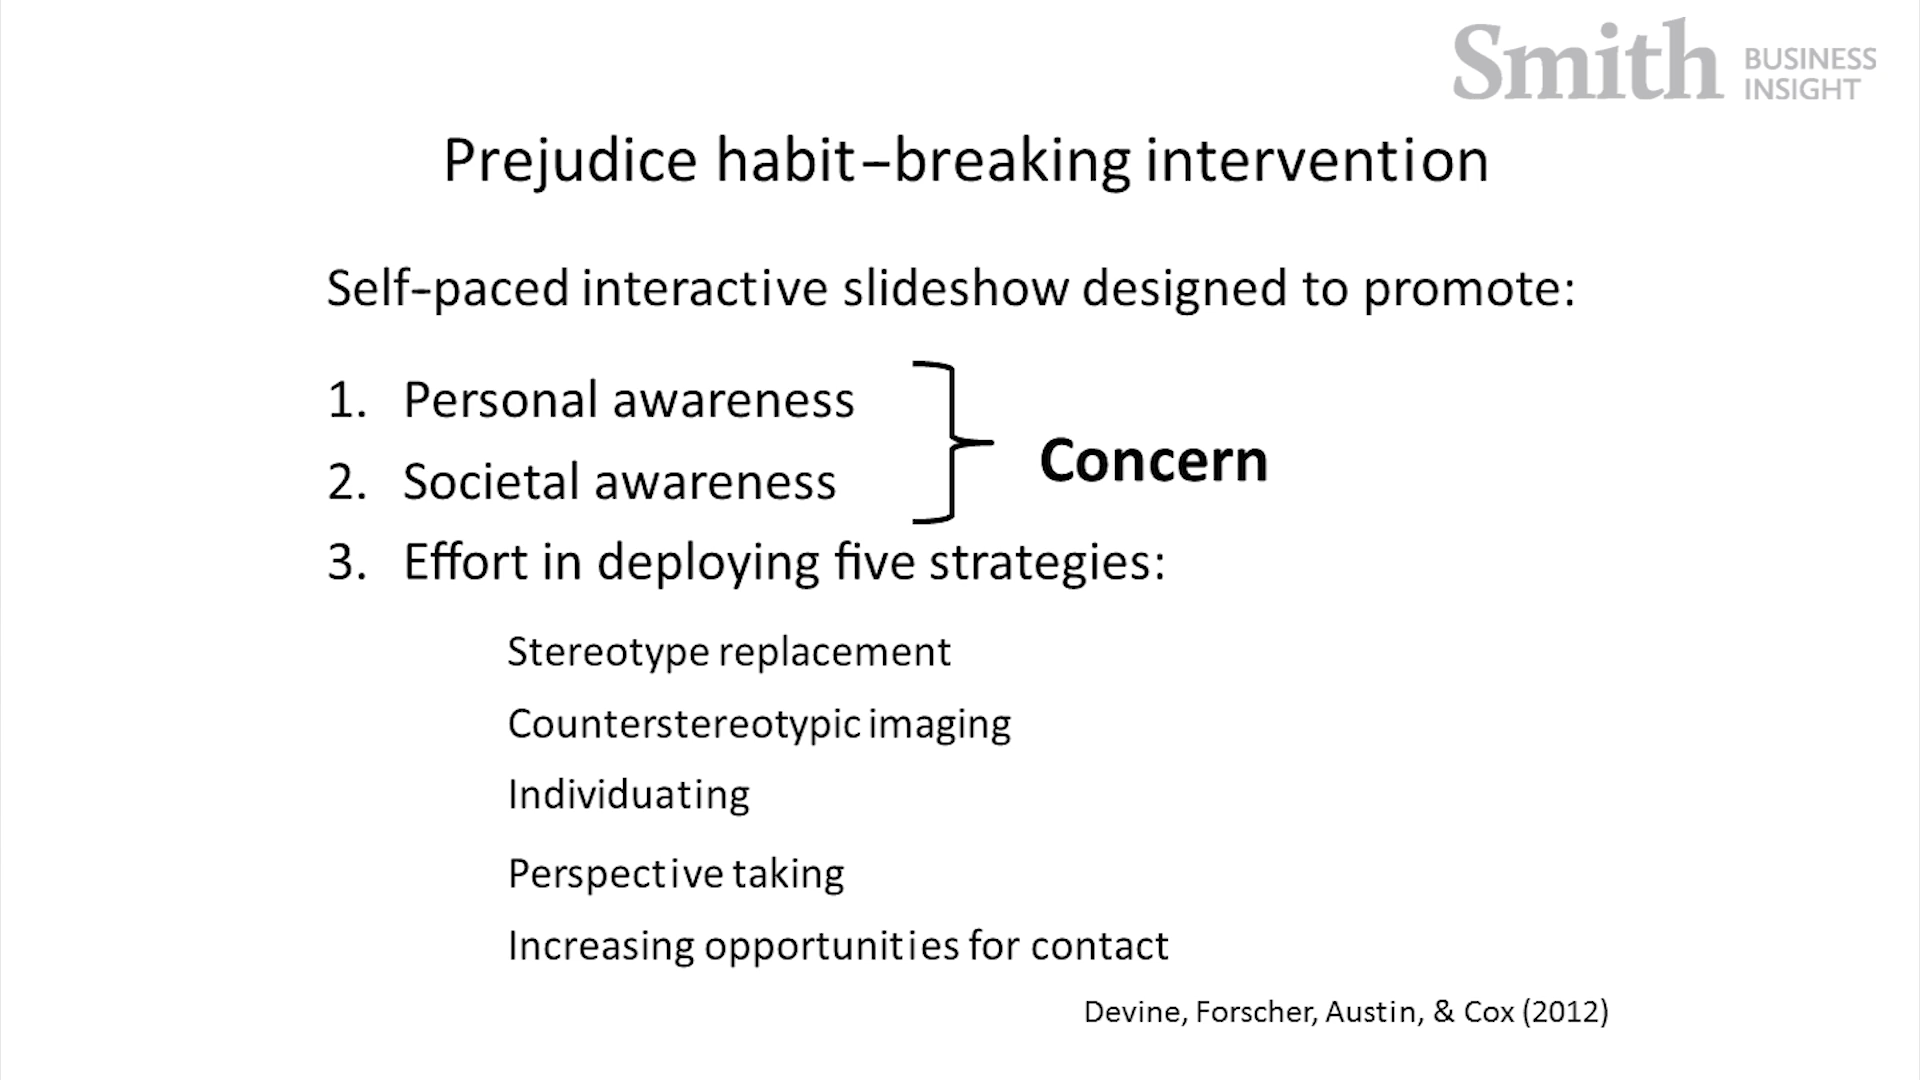 Smith BUSINESS INSIGHT
Prejudice habit–breaking intervention
Self-paced interactive slideshow designed to promote:
1. Personal awareness
2. Societal awareness
Concern
3. Effort in deploying five strategies:
Stereotype replacement
Counterstereotypic imaging
Individuating
Perspective taking
Increasing opportunities for contact
Devine, Forscher, Austin, & Cox (2012)